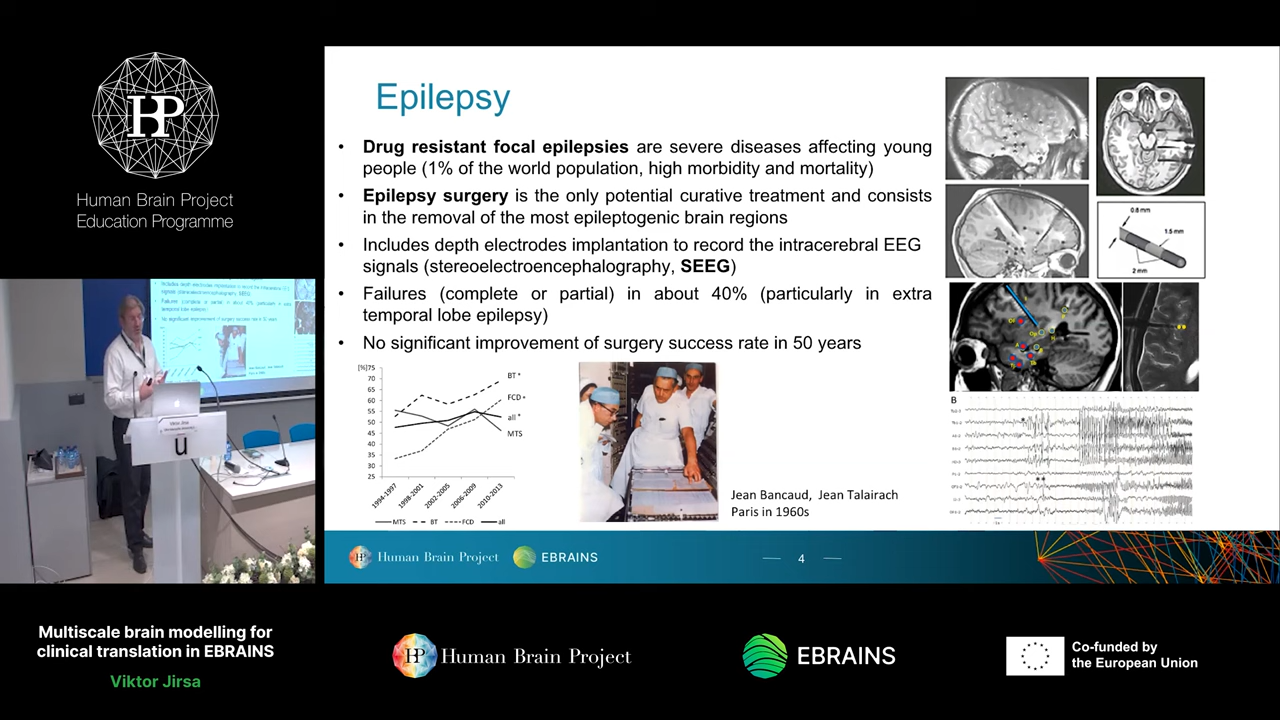 HP
Human Brain Project
Education Programme
Epilepsy
• Drug resistant focal epilepsies are severe diseases affecting young
people (1% of the world population, high morbidity and mortality)
• Epilepsy surgery is the only potential curative treatment and consists
in the removal of the most epileptogenic brain regions
• Includes depth electrodes implantation to record the intracerebral EEG
signals (stereoelectroencephalography, SEEG)
• Failures (complete or partial) in about 40% (particularly in extra
temporal lobe epilepsy)
• No significant improvement of surgery success rate in 50 years
[%]75
70
65
60
55
50
45
40
35
30
25
BT *
FCD *
all *
MTS
1994-1997
1998-2001
2002-2005
2006-2009
2010-2013
MTS BT FCD all
Jean Bancaud, Jean Talairach
Paris in 1960s
0.8 mm
1.5 mm
2 mm
B
Human Brain Project
EBRAINS
4
Multiscale brain modelling for
clinical translation in EBRAINS
Viktor Jirsa
HP Human Brain Project
EBRAINS
Co-funded by
the European Union